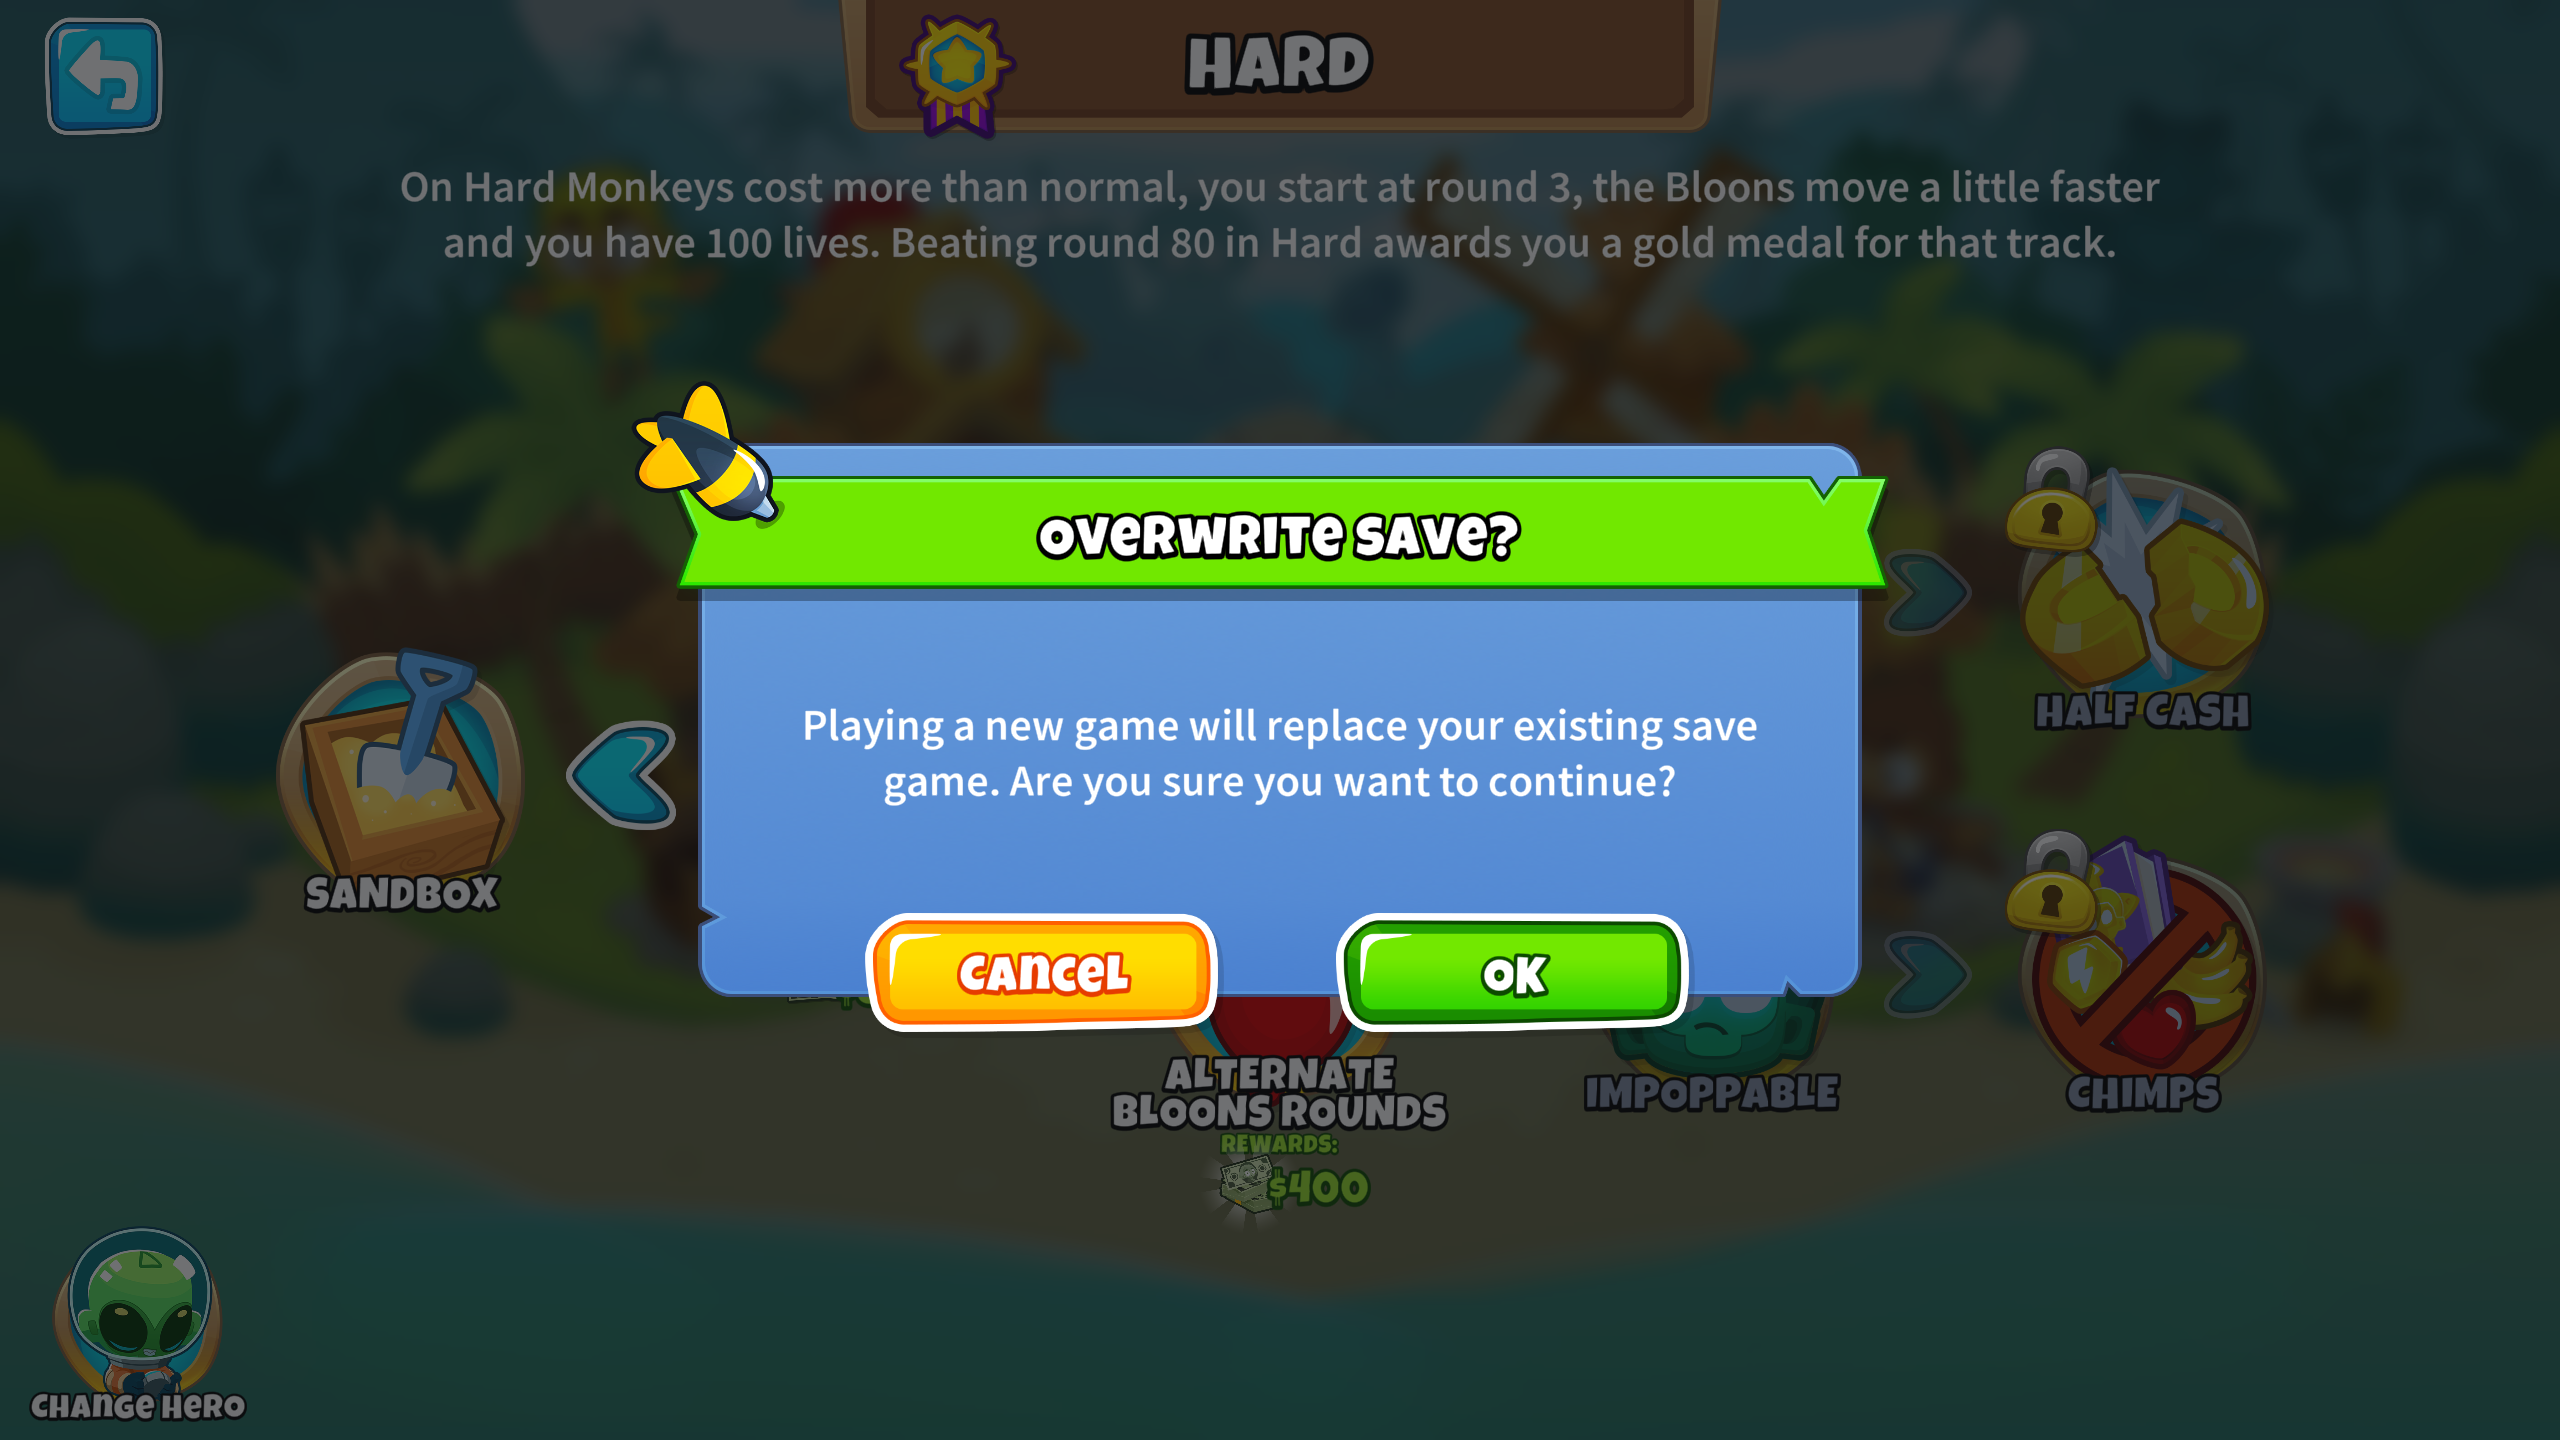 HARD
On Hard Monkeys cost more than normal, you start at round 3, the Bloons move a little faster
and you have 100 lives. Beating round 80 in Hard awards you a gold medal for that track.
OVERWRITE SAVE?
Playing a new game will replace your existing save
game. Are you sure you want to continue?
CANCEL
OK
SANDBOX
HALF CASH
ALTERNATE
BLOONS ROUNDS
REWARDS:
$400
IMPOPPABLE
CHIMPS
CHANGE HERO